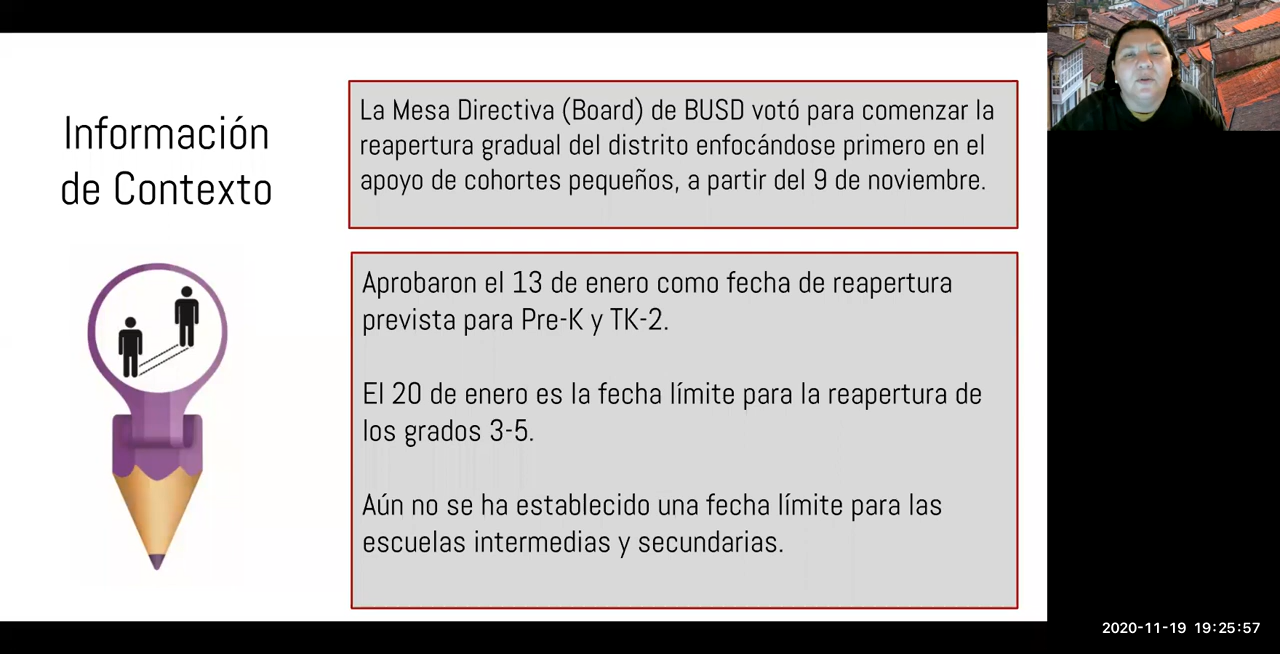 Información
de Contexto
La Mesa Directiva (Board) de BUSD votó para comenzar la
reapertura gradual del distrito enfocándose primero en el
apoyo de cohortes pequeños, a partir del 9 de noviembre.
Aprobaron el 13 de enero como fecha de reapertura
prevista para Pre-K y TK-2.
El 20 de enero es la fecha límite para la reapertura de
los grados 3-5.
Aún no se ha establecido una fecha límite para las
escuelas intermedias y secundarias.
2020-11-19 19:25:57